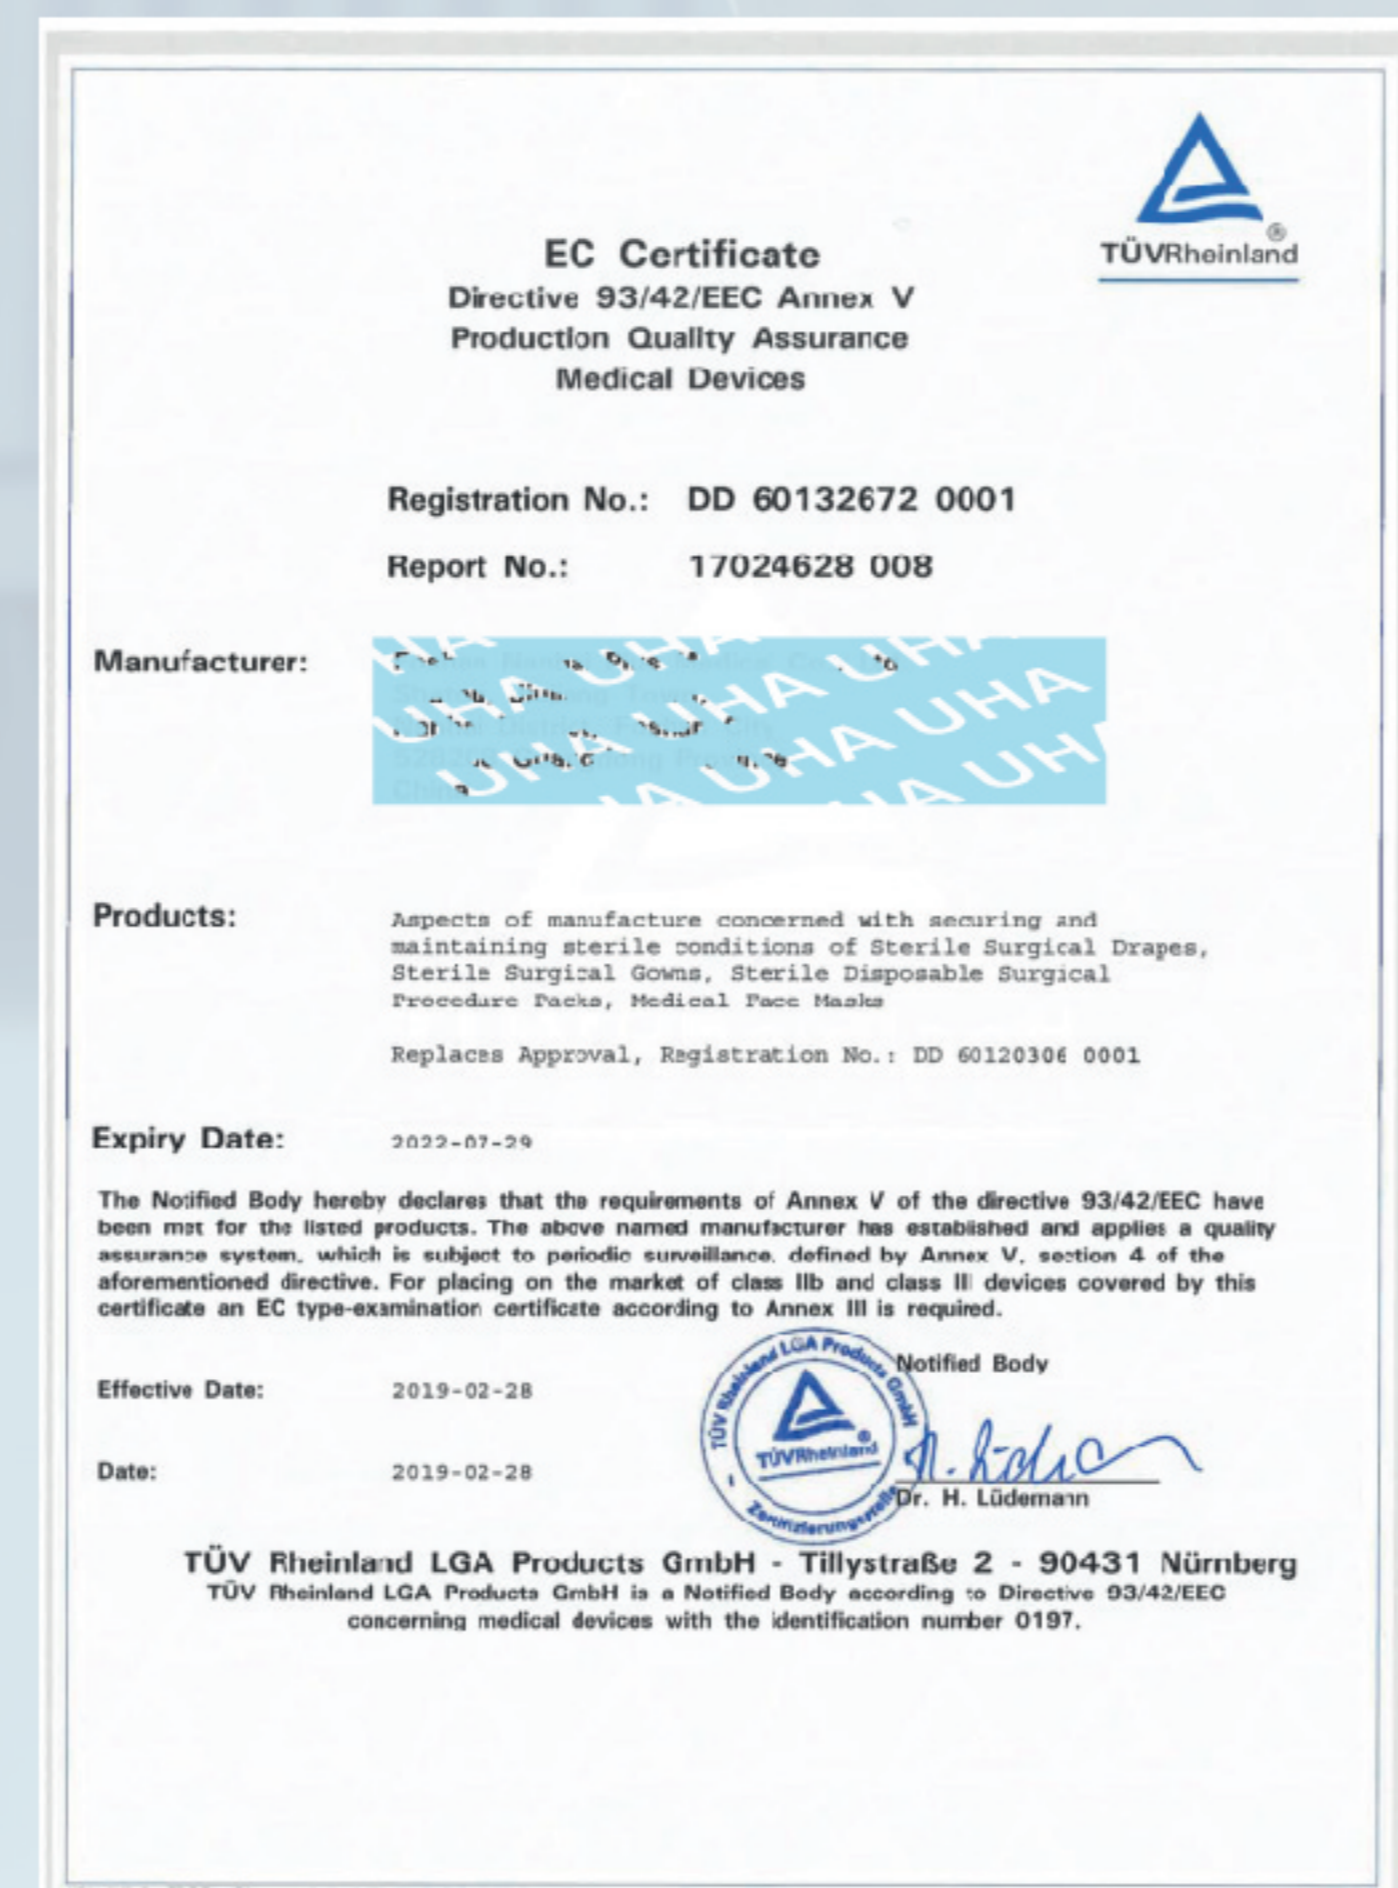 TÜVRheinland®
EC Certificate
Directive 93/42/EEC Annex V
Production Quality Assurance
Medical Devices
Registration No.: DD 60132672 0001
Report No.: 17024628 008
Manufacturer:
UHA UHA UHA
China
Products: Aspects of manufacture concerned with securing and
maintaining sterile conditions of Sterile Surgical Drapes,
Sterile Surgical Gowns, Sterile Disposable Surgical
Procedure Packs, Medical Face Masks
Replaces Approval, Registration No.: DD 60120306 0001
Expiry Date: 2022-07-29
The Notified Body hereby declares that the requirements of Annex V of the directive 93/42/EEC have
been met for the listed products. The above named manufacturer has established and applies a quality
assurance system, which is subject to periodic surveillance, defined by Annex V, section 4 of the
aforementioned directive. For placing on the market of class IIb and class III devices covered by this
certificate an EC type-examination certificate according to Annex III is required.
Notified Body
Effective Date: 2019-02-28
Date: 2019-02-28
TÜV Rheinland LGA Products GmbH
TÜVRheinland®
Zertifizierungsstelle
Dr. H. Lüdemann
TÜV Rheinland LGA Products GmbH - Tillystraße 2 - 90431 Nürnberg
TÜV Rheinland LGA Products GmbH is a Notified Body according to Directive 93/42/EEC
concerning medical devices with the identification number 0197.